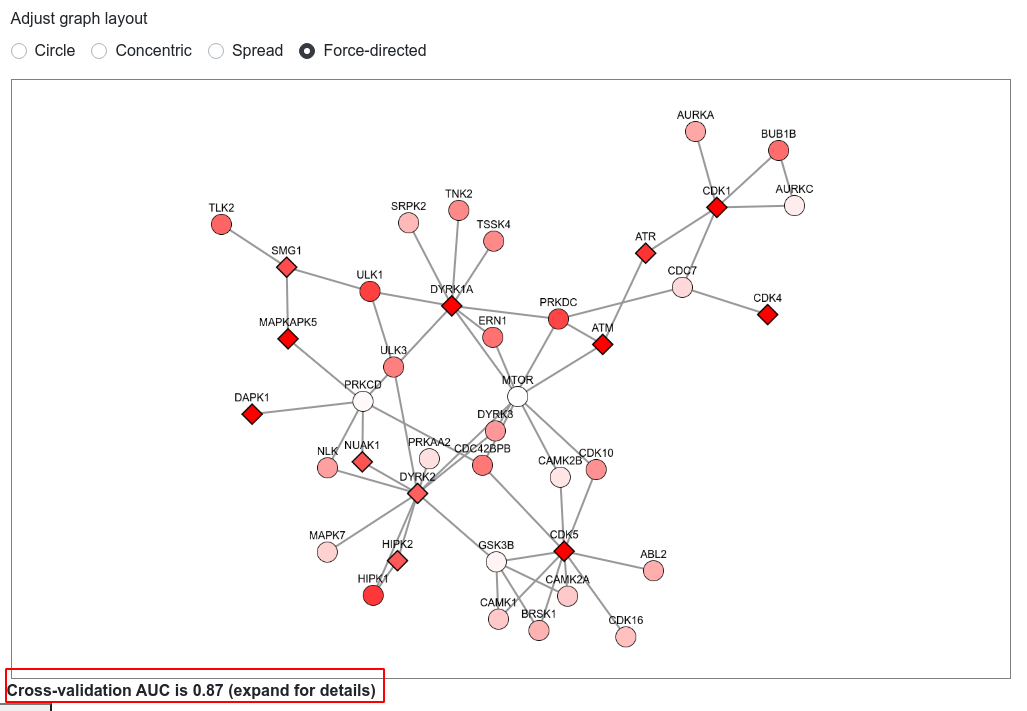 Adjust graph layout
Circle Concentric Spread Force-directed
AURKA
BUB1B
AURKC
CDK1
TNK2
SRPK2
TLK2
TSSK4
ATR
SMG1
CDC7
ULK1
DYRK1A
CDK4
PRKDC
MAPKAPK5
ERN1
ATM
ULK3
MTOR
PRKCD
DAPK1
DYRK3
NLK
NUAK1
PRKAA2
CDC42BPB
CDK10
CAMK2B
DYRK2
MAPK7
CDK5
HIPK2
GSK3B
ABL2
HIPK1
CAMK2A
CAMK1
BRSK1
CDK16
Cross-validation AUC is 0.87 (expand for details)